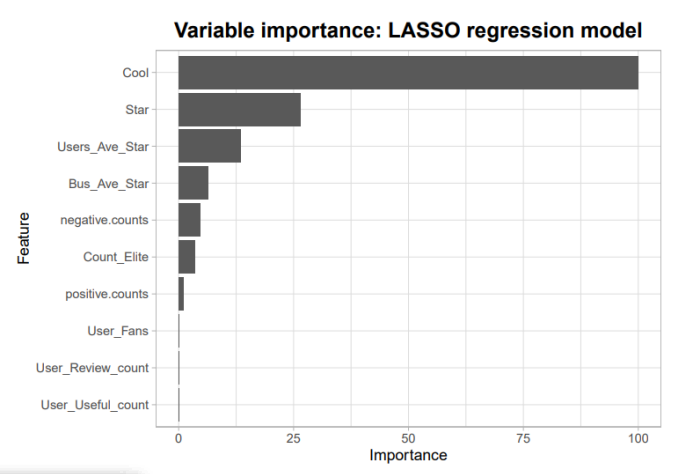 Variable importance: LASSO regression model
Feature
Cool
Star
Users_Ave_Star
Bus_Ave_Star
negative.counts
Count_Elite
positive.counts
User_Fans
User_Review_count
User_Useful_count
0 25 50 75 100
Importance